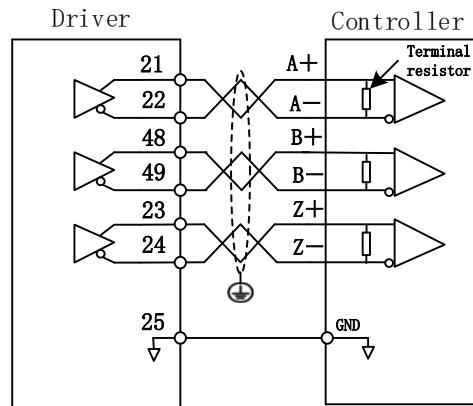 Driver
Controller
21
A+
Terminal
resistor
22
A-
48
B+
49
B-
23
Z+
24
Z-
25
GND